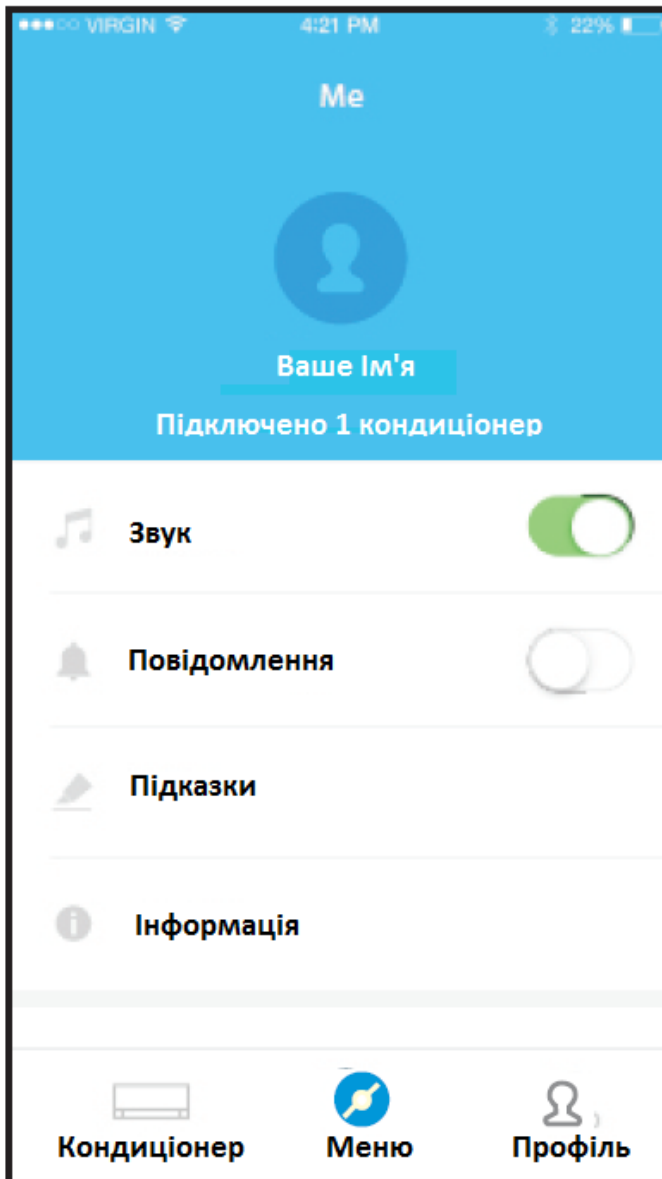 VIRGIN 4:21 PM 22%
Me
Ваше Ім'я
Підключено 1 кондиціонер
Звук
Повідомлення
Підказки
Інформація
Кондиціонер Меню Профіль